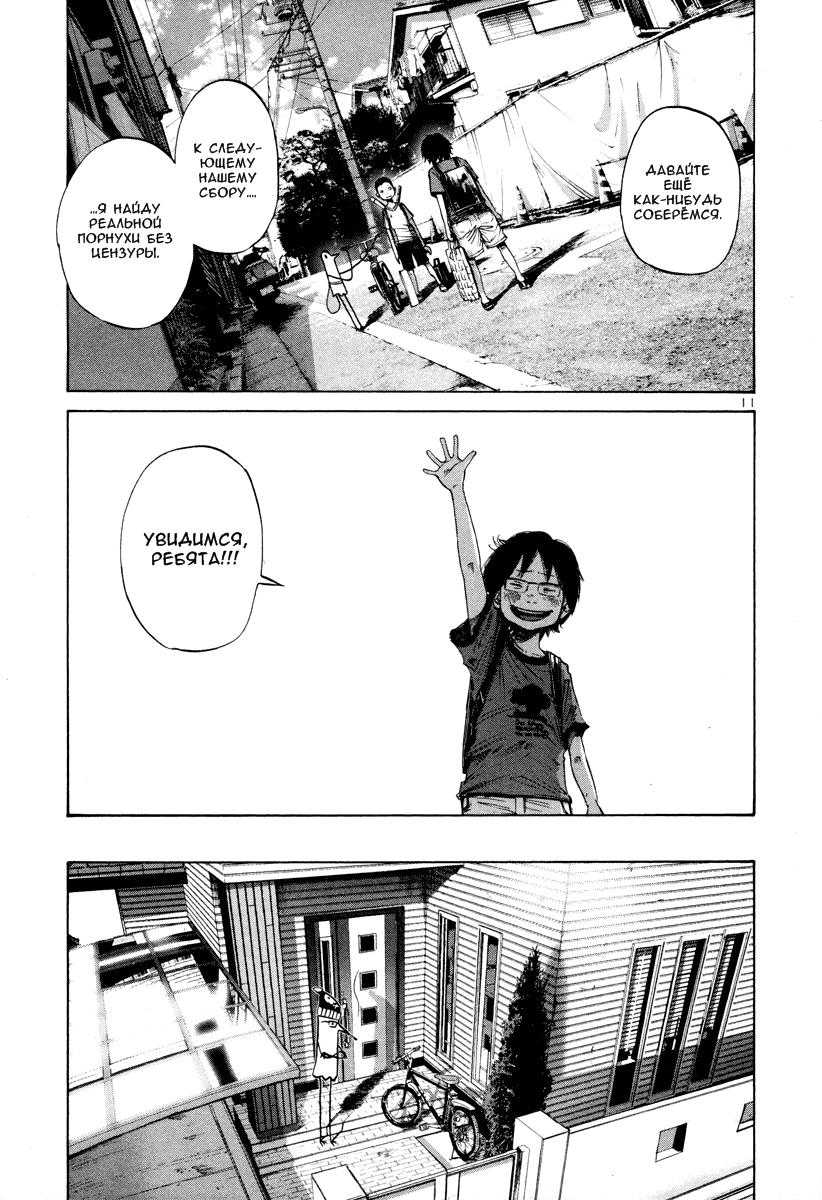 ДАВАЙТЕ
ЕЩЁ
КАК-НИБУДЬ
СОБЕРЁМСЯ.
К СЛЕДУ-
ЮЩЕМУ
НАШЕМУ
СБОРУ....
...Я НАЙДУ
РЕАЛЬНОЙ
ПОРНУХИ БЕЗ
ЦЕНЗУРЫ.
11
УВИДИМСЯ,
РЕБЯТА!!!